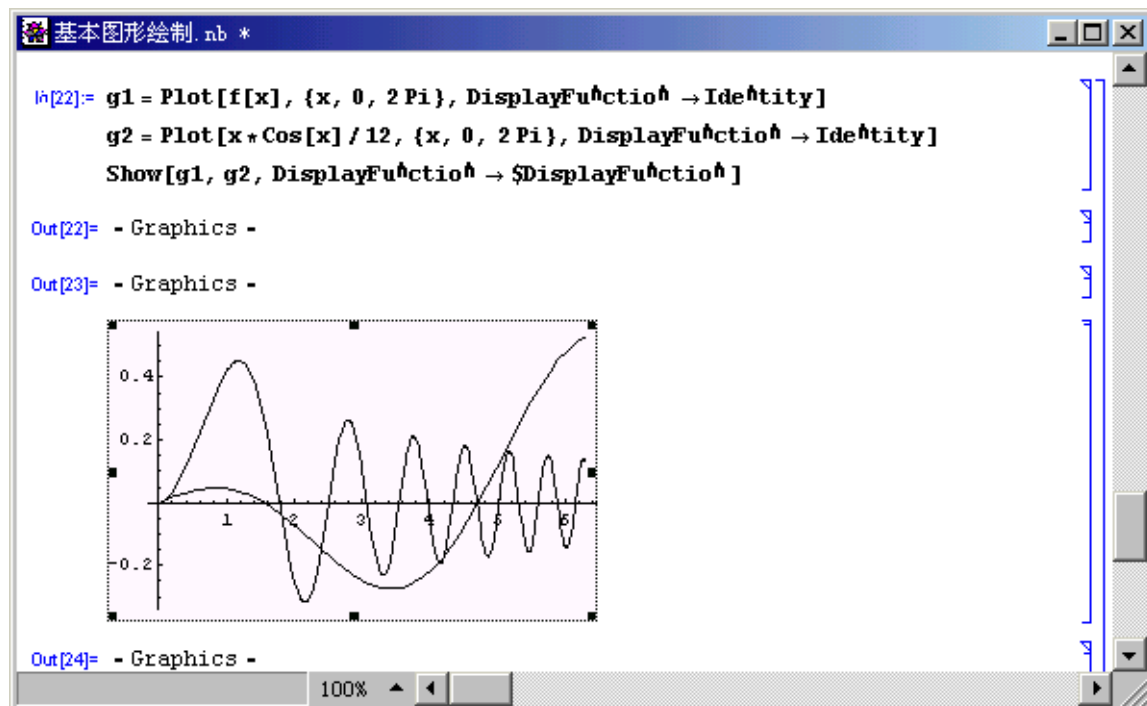 基本图形绘制.nb *
In[22]:= g1 = Plot[f[x], {x, 0, 2 Pi}, DisplayFunction → Identity]
g2 = Plot[x * Cos[x] / 12, {x, 0, 2 Pi}, DisplayFunction → Identity]
Show[g1, g2, DisplayFunction → $DisplayFunction ]
Out[22]= - Graphics -
Out[23]= - Graphics -
0.4
0.2
1 2 3 4 5 6
-0.2
Out[24]= - Graphics -
100%